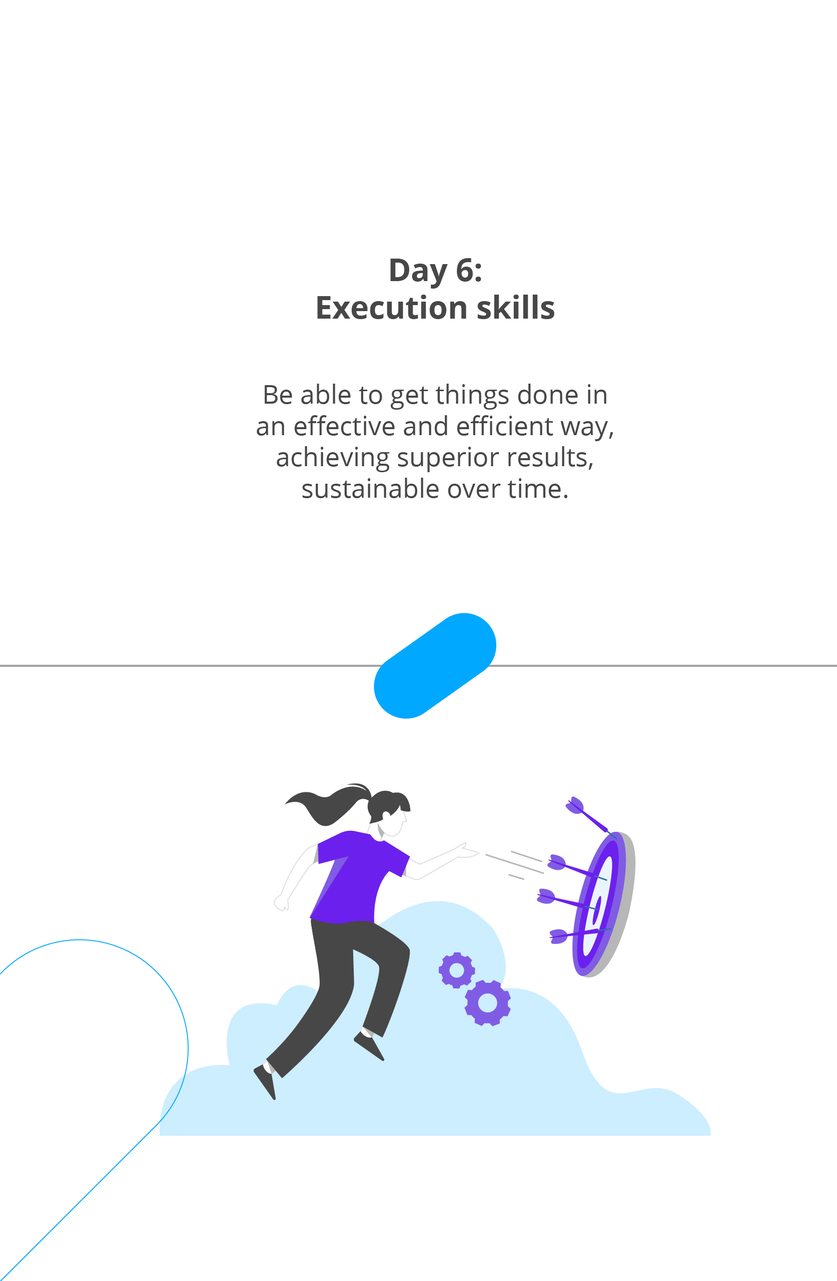 Day 6:
Execution skills
Be able to get things done in
an effective and efficient way,
achieving superior results,
sustainable over time.